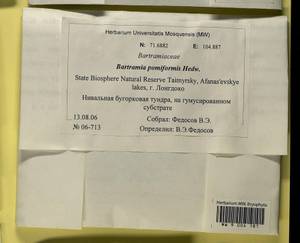 Herbarium Universitatis Mosquensis (MW)
N: 71.6882 E: 104.887
Bartramiaceae
Bartramia pomiformis Hedw.
State Biosphere Natural Reserve Taimyrsky, Afanas'evskye
lakes, г. Лонгдоко
Нивальная бугорковая тундра, на гумусированном
субстрате
13.08.06 Собрал: Федосов В.Э.
№ 06-713 Определил: В.Э.Федосов
Herbarium MW Bryophyta